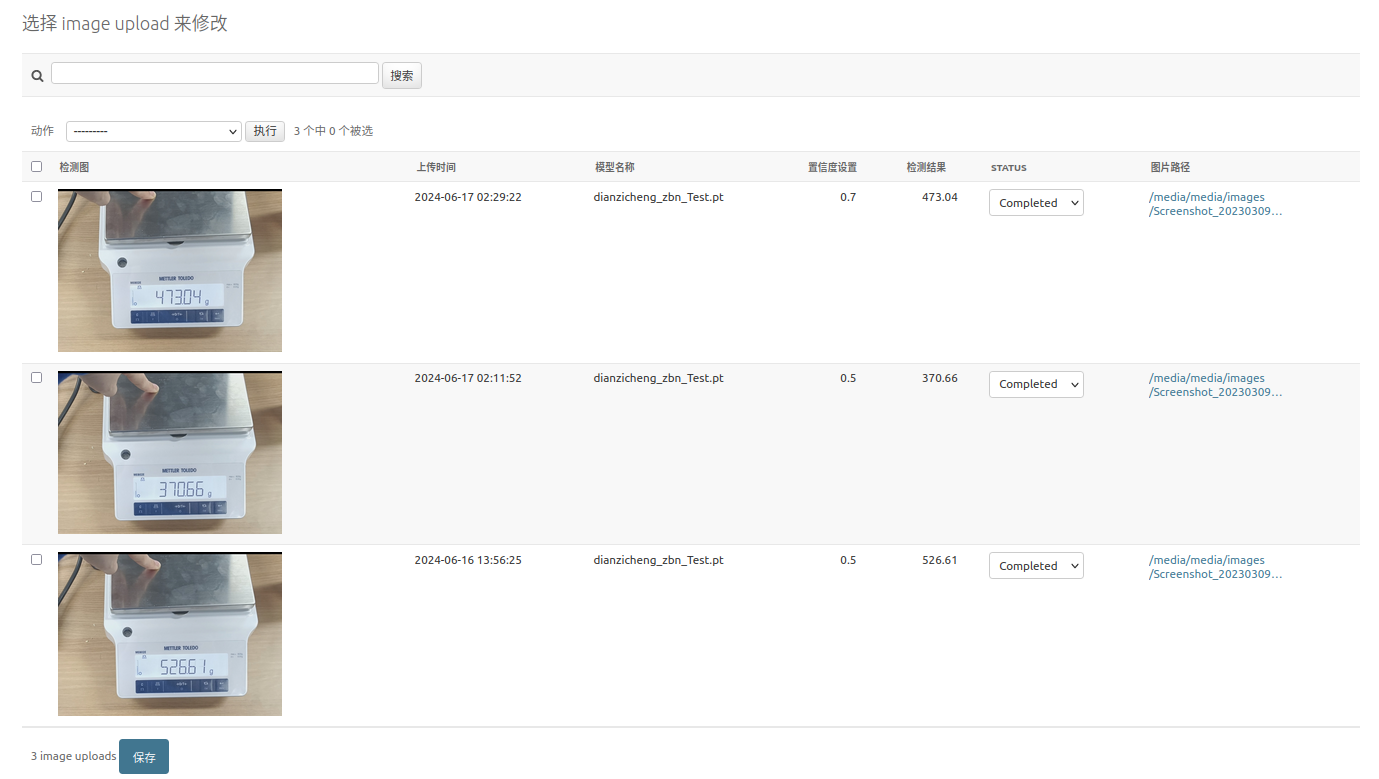 选择 image upload 来修改
搜索
动作 --------- 执行 3 个中 0 个被选
检测图 上传时间 模型名称 置信度设置 检测结果 STATUS 图片路径
2024-06-17 02:29:22 dianzicheng_zbn_Test.pt 0.7 473.04 Completed /media/media/images
/Screenshot_20230309…
METTLER TOLEDO
473.04 g
2024-06-17 02:11:52 dianzicheng_zbn_Test.pt 0.5 370.66 Completed /media/media/images
/Screenshot_20230309…
METTLER TOLEDO
370.66 g
2024-06-16 13:56:25 dianzicheng_zbn_Test.pt 0.5 526.61 Completed /media/media/images
/Screenshot_20230309…
METTLER TOLEDO
526.61 g
3 image uploads 保存